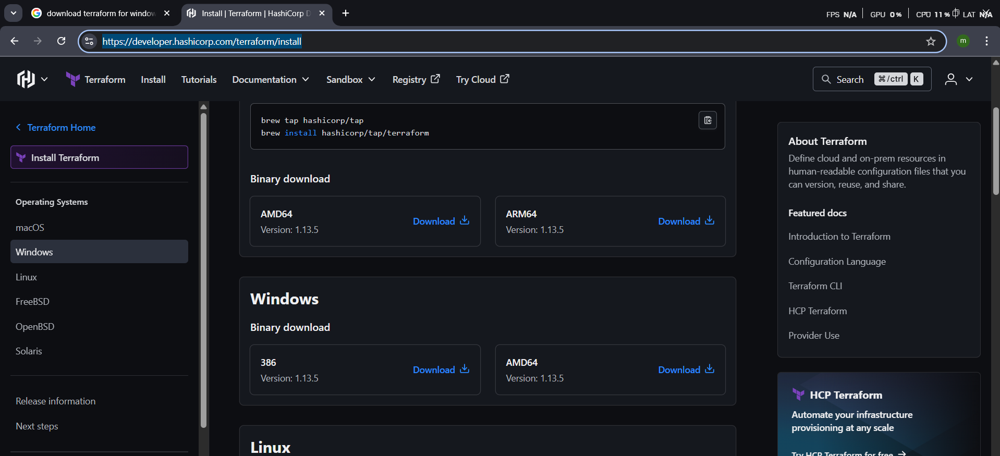 download terraform for window
Install | Terraform | HashiCorp D
FPS N/A GPU 0% CPU 11% LAT N/A
https://developer.hashicorp.com/terraform/install
m
Terraform
Install
Tutorials
Documentation
Sandbox
Registry
Try Cloud
Search ⌘/ctrl K
Terraform Home
Install Terraform
Operating Systems
macOS
Windows
Linux
FreeBSD
OpenBSD
Solaris
Release information
Next steps
brew tap hashicorp/tap
brew install hashicorp/tap/terraform
Binary download
AMD64
Version: 1.13.5
Download
ARM64
Version: 1.13.5
Download
Windows
Binary download
386
Version: 1.13.5
Download
AMD64
Version: 1.13.5
Download
Linux
About Terraform
Define cloud and on-prem resources in
human-readable configuration files that you
can version, reuse, and share.
Featured docs
Introduction to Terraform
Configuration Language
Terraform CLI
HCP Terraform
Provider Use
HCP Terraform
Automate your infrastructure
provisioning at any scale
Try HCP Terraform for free